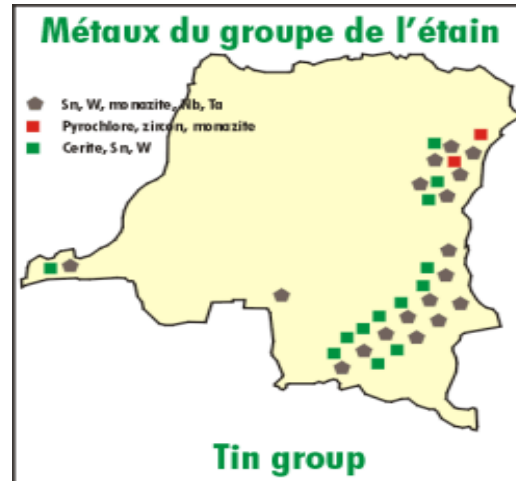 Métaux du groupe de l'étain
Sn, W, monazite, Nb, Ta
Pyrochlore, zircon, monazite
Cerite, Sn, W
Tin group